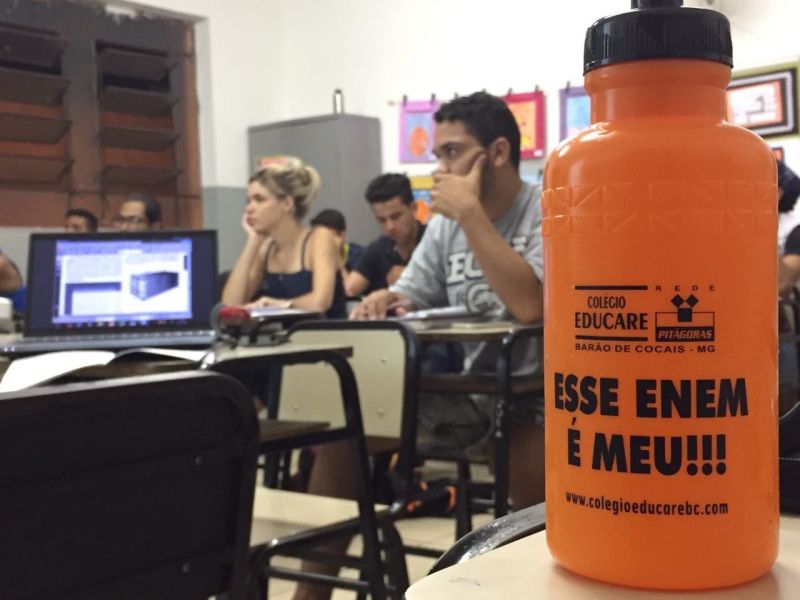 REDE
COLÉGIO
EDUCARE
PITÁGORAS
BARÃO DE COCAIS - MG
ESSE ENEM
É MEU!!!
www.colegioeducarebc.com